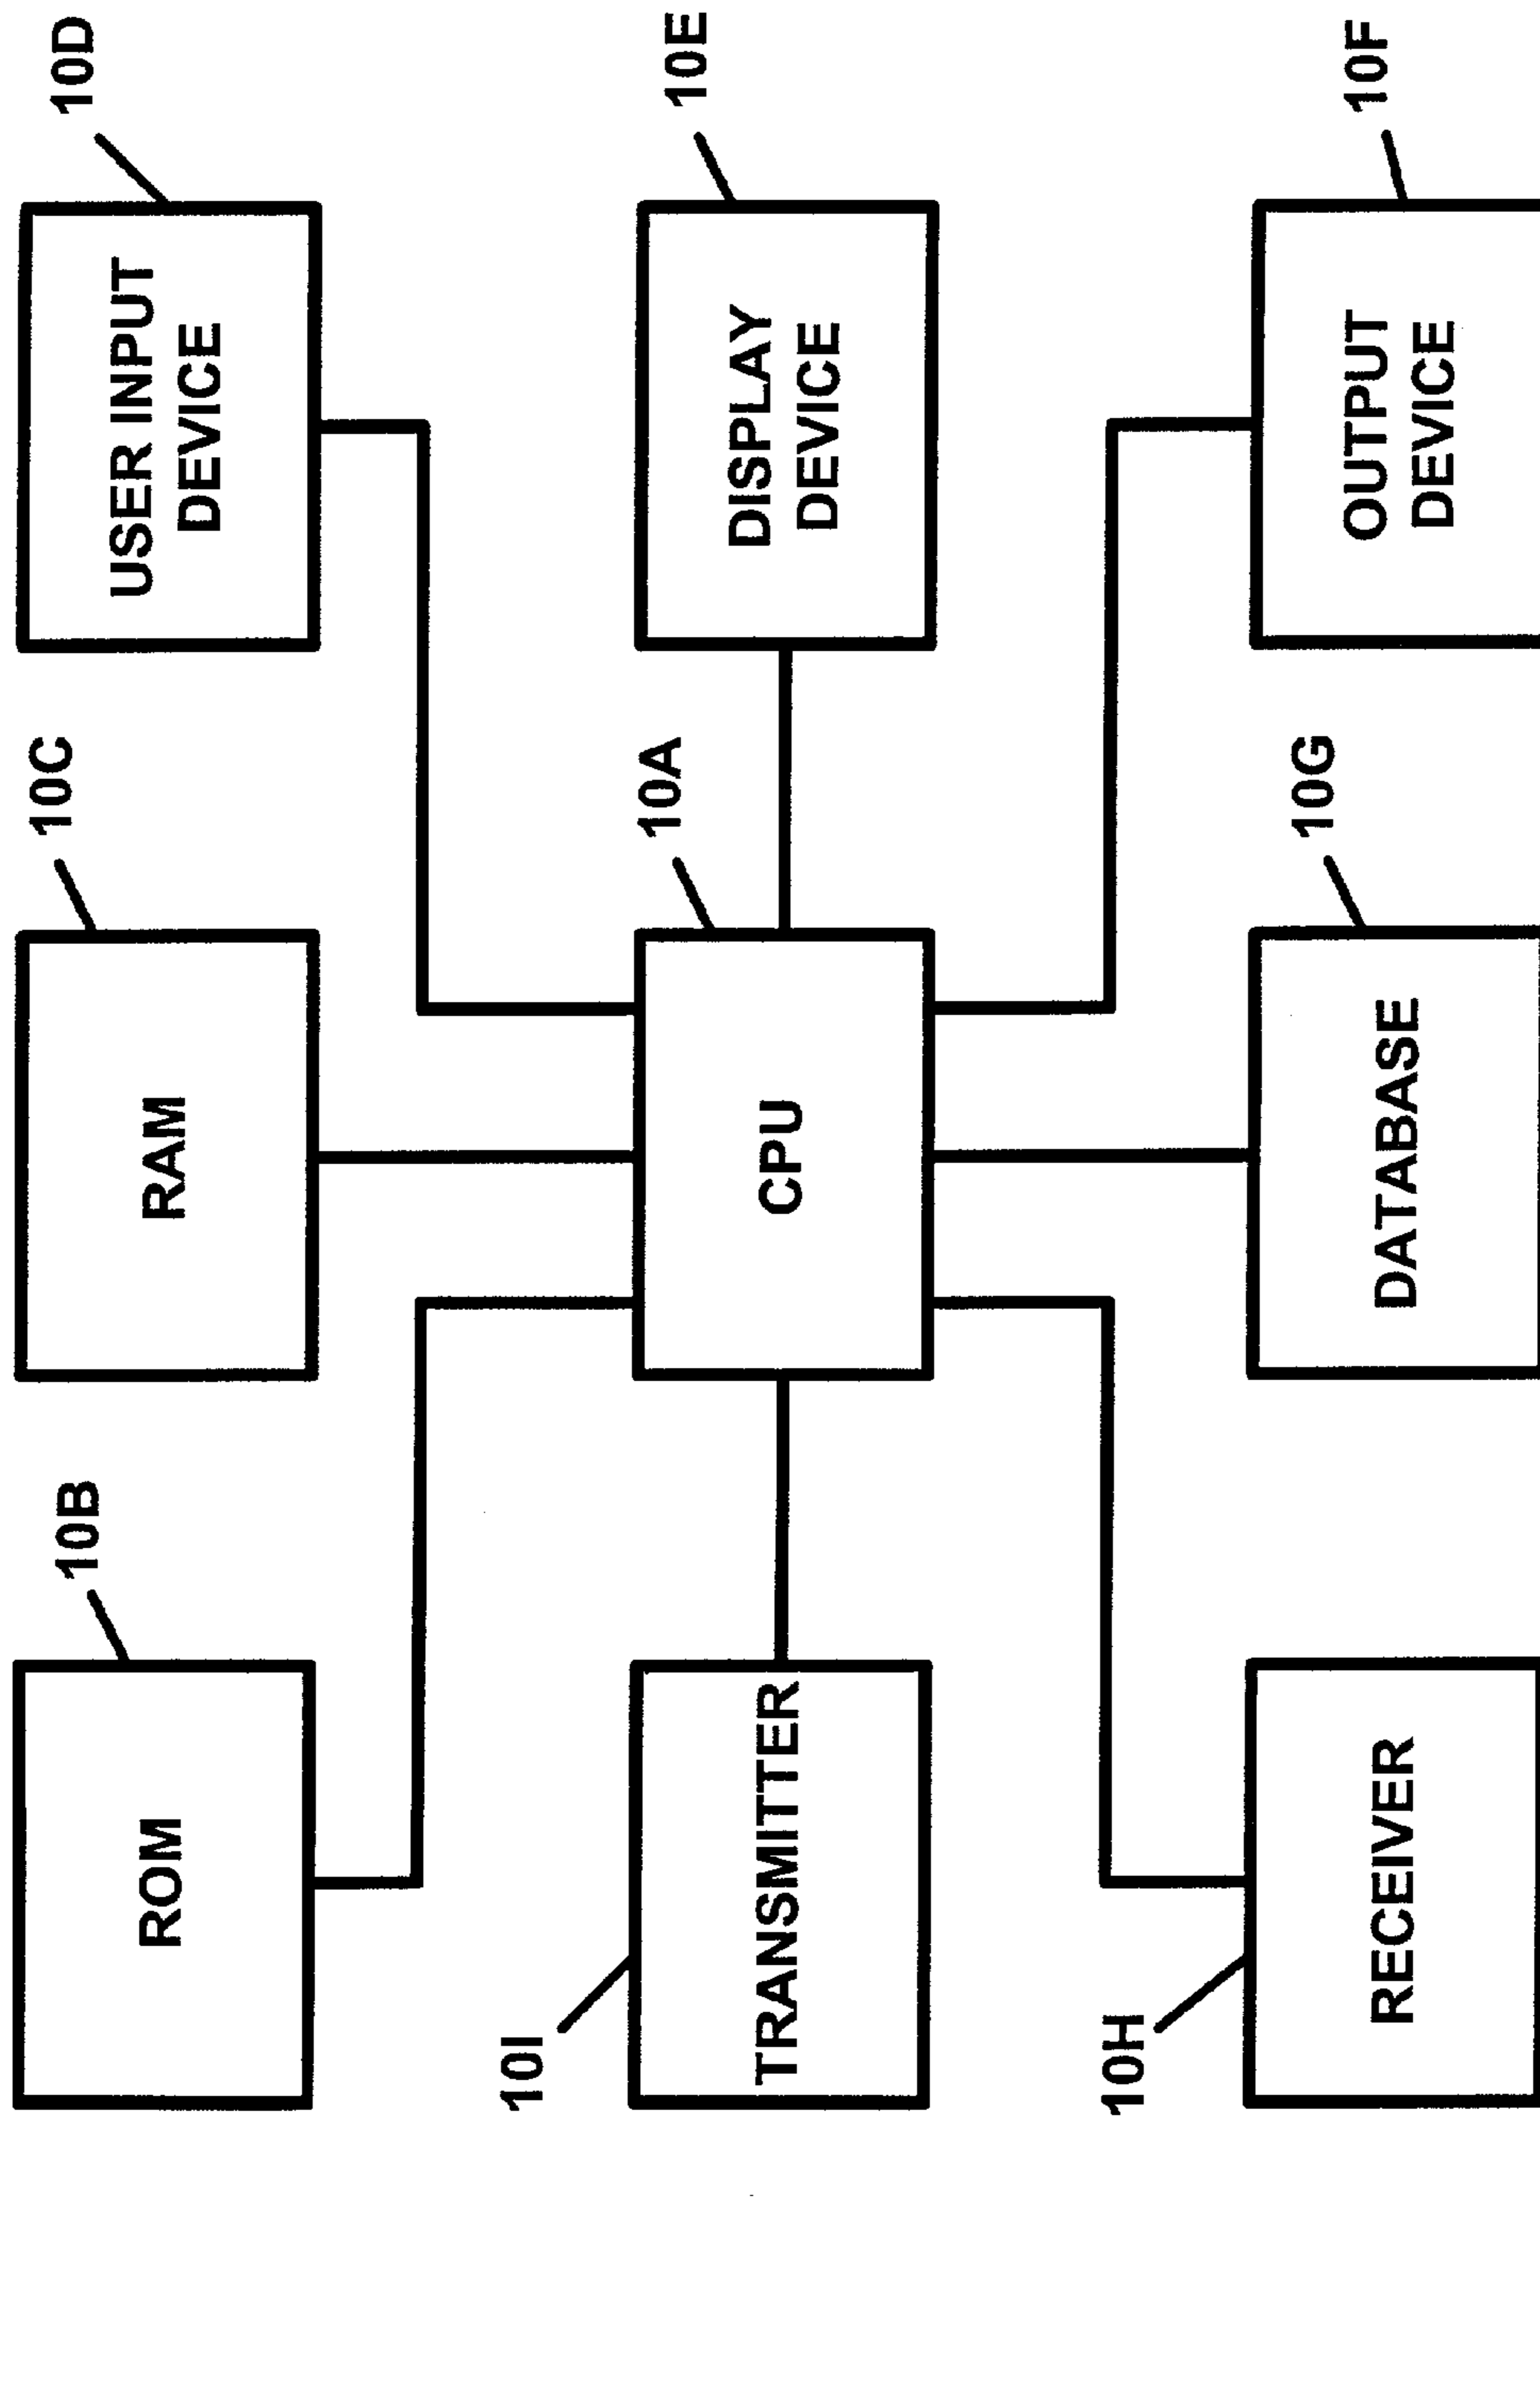 10B
10C
10D
ROM
RAM
USER INPUT
DEVICE
10I
10A
10E
TRANSMITTER
CPU
DISPLAY
DEVICE
10H
10G
10F
RECEIVER
DATABASE
OUTPUT
DEVICE